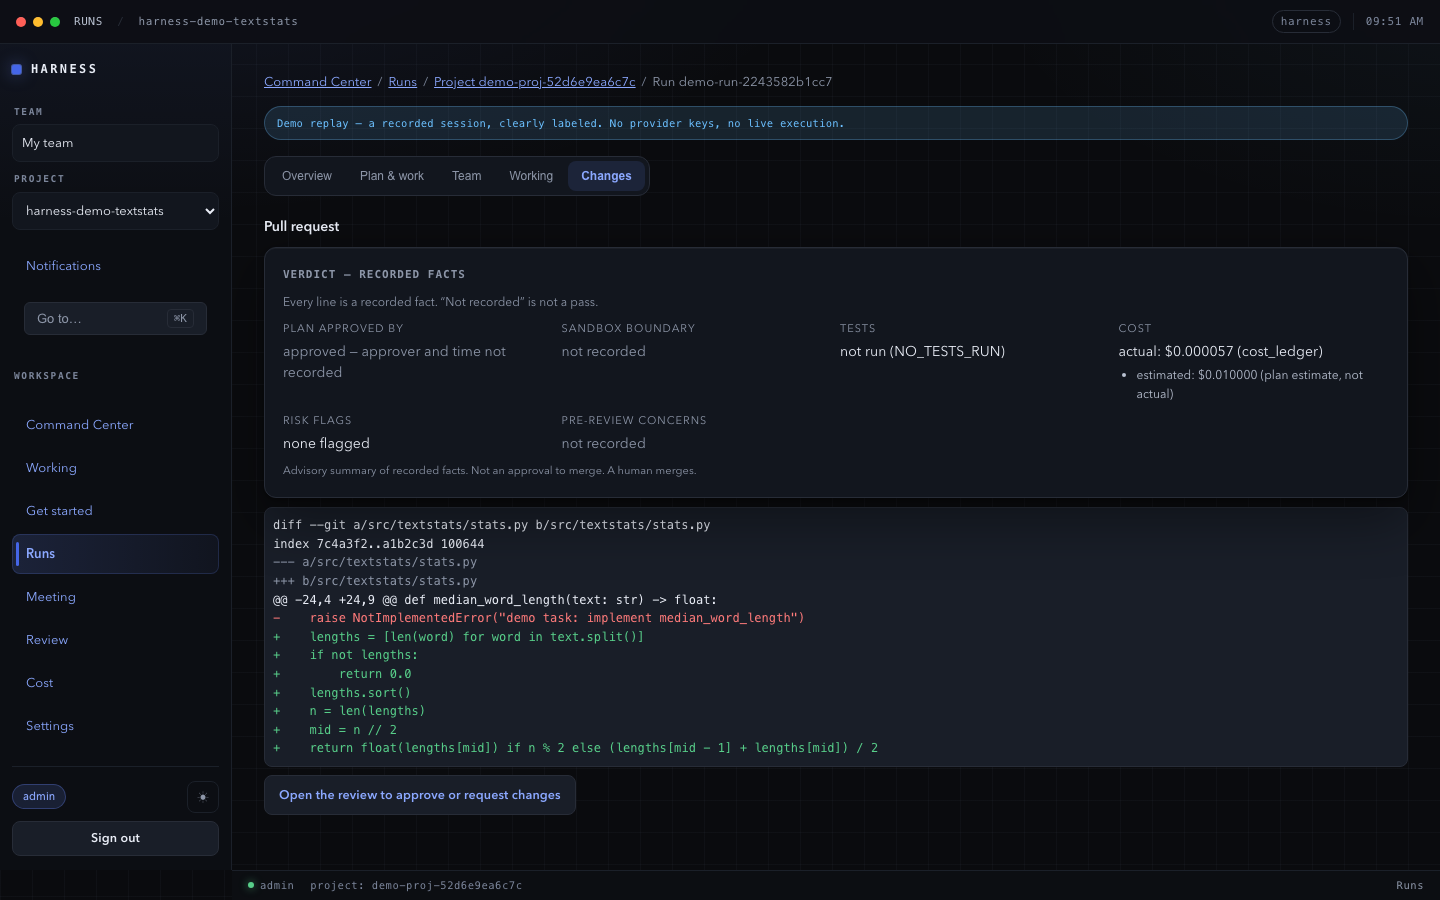 RUNS / harness-demo-textstats
harness
09:51 AM
HARNESS
TEAM
My team
PROJECT
harness-demo-textstats
Notifications
Go to… ⌘K
WORKSPACE
Command Center
Working
Get started
Runs
Meeting
Review
Cost
Settings
admin
Sign out
Command Center / Runs / Project demo-proj-52d6e9ea6c7c / Run demo-run-2243582b1cc7
Demo replay — a recorded session, clearly labeled. No provider keys, no live execution.
Overview Plan & work Team Working Changes
Pull request
VERDICT — RECORDED FACTS
Every line is a recorded fact. “Not recorded” is not a pass.
PLAN APPROVED BY
approved — approver and time not
recorded
SANDBOX BOUNDARY
not recorded
TESTS
not run (NO_TESTS_RUN)
COST
actual: $0.000057 (cost_ledger)
• estimated: $0.010000 (plan estimate, not
actual)
RISK FLAGS
none flagged
PRE-REVIEW CONCERNS
not recorded
Advisory summary of recorded facts. Not an approval to merge. A human merges.
diff --git a/src/textstats/stats.py b/src/textstats/stats.py
index 7c4a3f2..a1b2c3d 100644
--- a/src/textstats/stats.py
+++ b/src/textstats/stats.py
@@ -24,4 +24,9 @@ def median_word_length(text: str) -> float:
-    raise NotImplementedError("demo task: implement median_word_length")
+    lengths = [len(word) for word in text.split()]
+    if not lengths:
+        return 0.0
+    lengths.sort()
+    n = len(lengths)
+    mid = n // 2
+    return float(lengths[mid]) if n % 2 else (lengths[mid - 1] + lengths[mid]) / 2
Open the review to approve or request changes
admin project: demo-proj-52d6e9ea6c7c
Runs